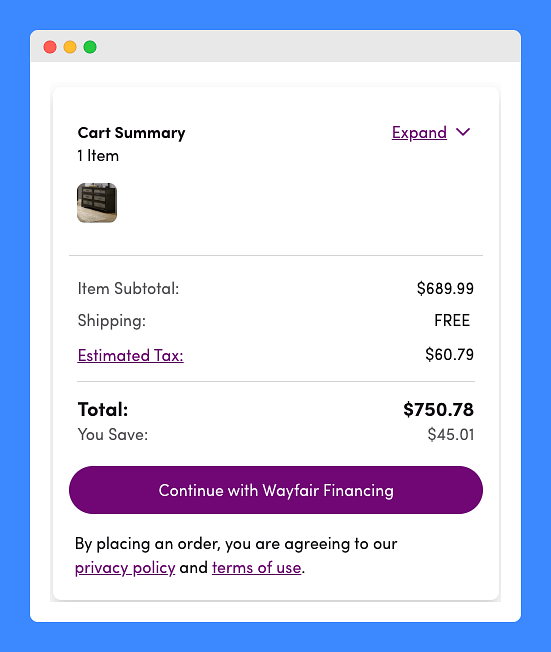 Cart Summary
Expand
1 Item
Item Subtotal: $689.99
Shipping: FREE
Estimated Tax: $60.79
Total: $750.78
You Save: $45.01
Continue with Wayfair Financing
By placing an order, you are agreeing to our
privacy policy and terms of use.